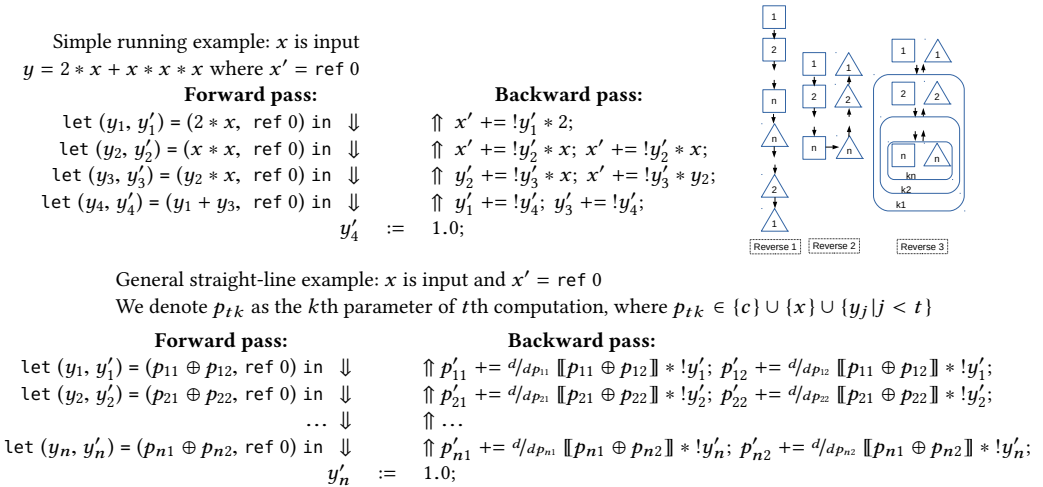 Simple running example: x is input
y = 2 * x + x * x * x where x′ = ref 0
Forward pass: Backward pass:
let (y₁, y′₁) = (2 * x, ref 0) in ⇓ ⇑ x′ += !y′₁ * 2;
let (y₂, y′₂) = (x * x, ref 0) in ⇓ ⇑ x′ += !y′₂ * x; x′ += !y′₂ * x;
let (y₃, y′₃) = (y₂ * x, ref 0) in ⇓ ⇑ y′₂ += !y′₃ * x; x′ += !y′₃ * y₂;
let (y₄, y′₄) = (y₁ + y₃, ref 0) in ⇓ ⇑ y′₁ += !y′₄; y′₃ += !y′₄;
y′₄ := 1.0;
1
2
n
n
2
1
Reverse 1
1 1
2 2
n n
Reverse 2
1 1
2 2
n n
kn
k2
k1
Reverse 3
General straight-line example: x is input and x′ = ref 0
We denote pₜₖ as the kth parameter of tth computation, where pₜₖ ∈ {c} ∪ {x} ∪ {yⱼ|j < t}
Forward pass: Backward pass:
let (y₁, y′₁) = (p₁₁ ⊕ p₁₂, ref 0) in ⇓ ⇑ p′₁₁ += d/dp₁₁ ⟦p₁₁ ⊕ p₁₂⟧ * !y′₁; p′₁₂ += d/dp₁₂ ⟦p₁₁ ⊕ p₁₂⟧ * !y′₁;
let (y₂, y′₂) = (p₂₁ ⊕ p₂₂, ref 0) in ⇓ ⇑ p′₂₁ += d/dp₂₁ ⟦p₂₁ ⊕ p₂₂⟧ * !y′₂; p′₂₂ += d/dp₂₂ ⟦p₂₁ ⊕ p₂₂⟧ * !y′₂;
... ⇓ ⇑ ...
let (yₙ, y′ₙ) = (pₙ₁ ⊕ pₙ₂, ref 0) in ⇓ ⇑ p′ₙ₁ += d/dpₙ₁ ⟦pₙ₁ ⊕ pₙ₂⟧ * !y′ₙ; p′ₙ₂ += d/dpₙ₂ ⟦pₙ₁ ⊕ pₙ₂⟧ * !y′ₙ;
y′ₙ := 1.0;